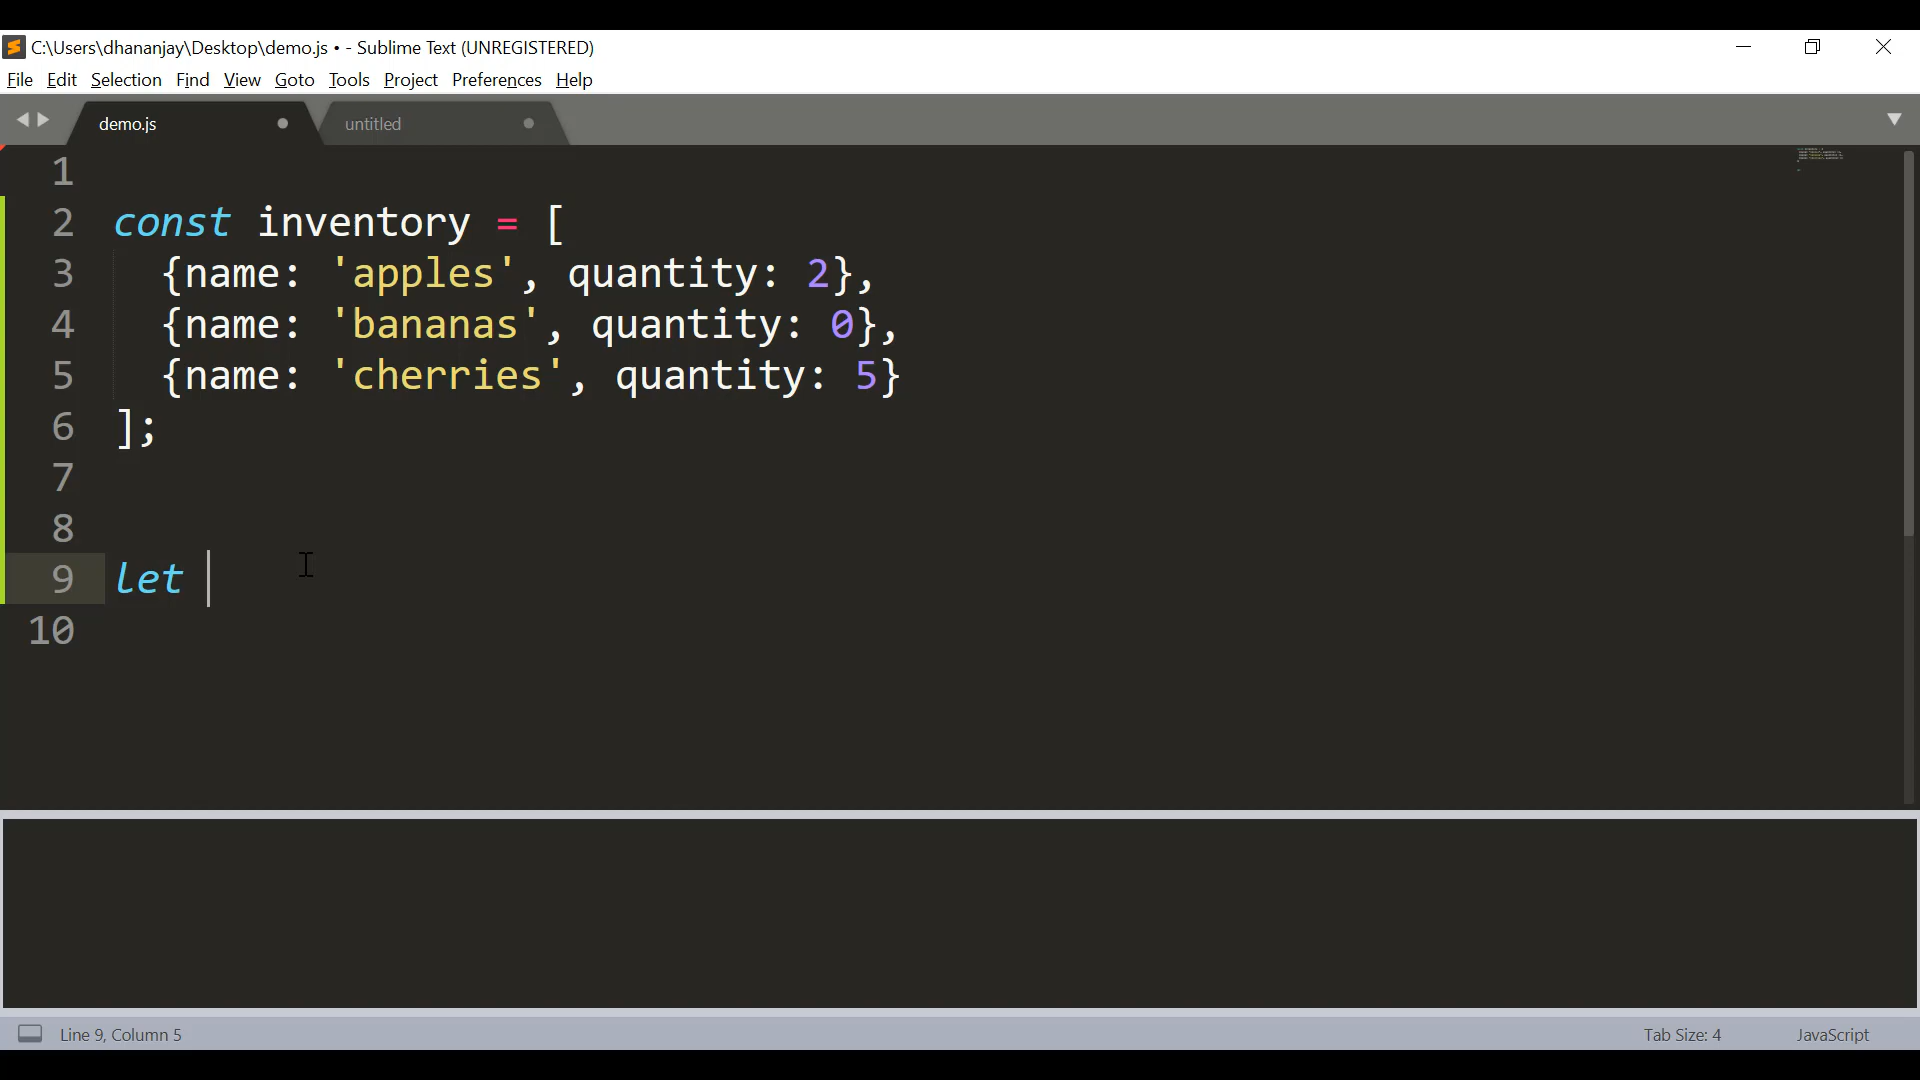 C:\Users\dhananjay\Desktop\demo.js • - Sublime Text (UNREGISTERED)
File Edit Selection Find View Goto Tools Project Preferences Help
demo.js untitled
1
2 const inventory = [
3   {name: 'apples', quantity: 2},
4   {name: 'bananas', quantity: 0},
5   {name: 'cherries', quantity: 5}
6 ];
7
8
9 let
10
Line 9, Column 5 Tab Size: 4 JavaScript